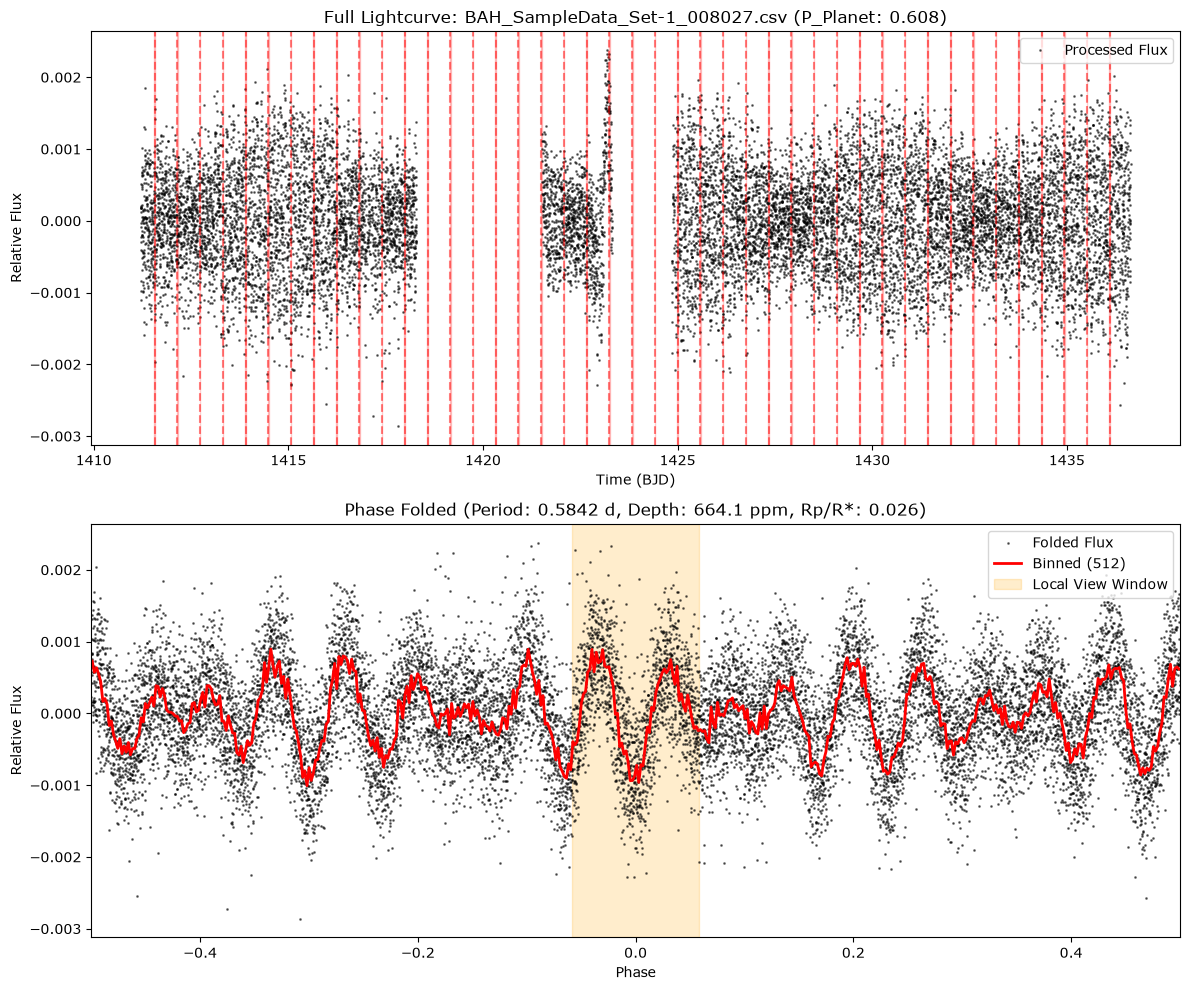 Full Lightcurve: BAH_SampleData_Set-1_008027.csv (P_Planet: 0.608)
Processed Flux
0.002
0.001
0.000
−0.001
−0.002
−0.003
Relative Flux
1410 1415 1420 1425 1430 1435
Time (BJD)
Phase Folded (Period: 0.5842 d, Depth: 664.1 ppm, Rp/R*: 0.026)
Folded Flux
Binned (512)
Local View Window
0.002
0.001
0.000
−0.001
−0.002
−0.003
Relative Flux
−0.4 −0.2 0.0 0.2 0.4
Phase